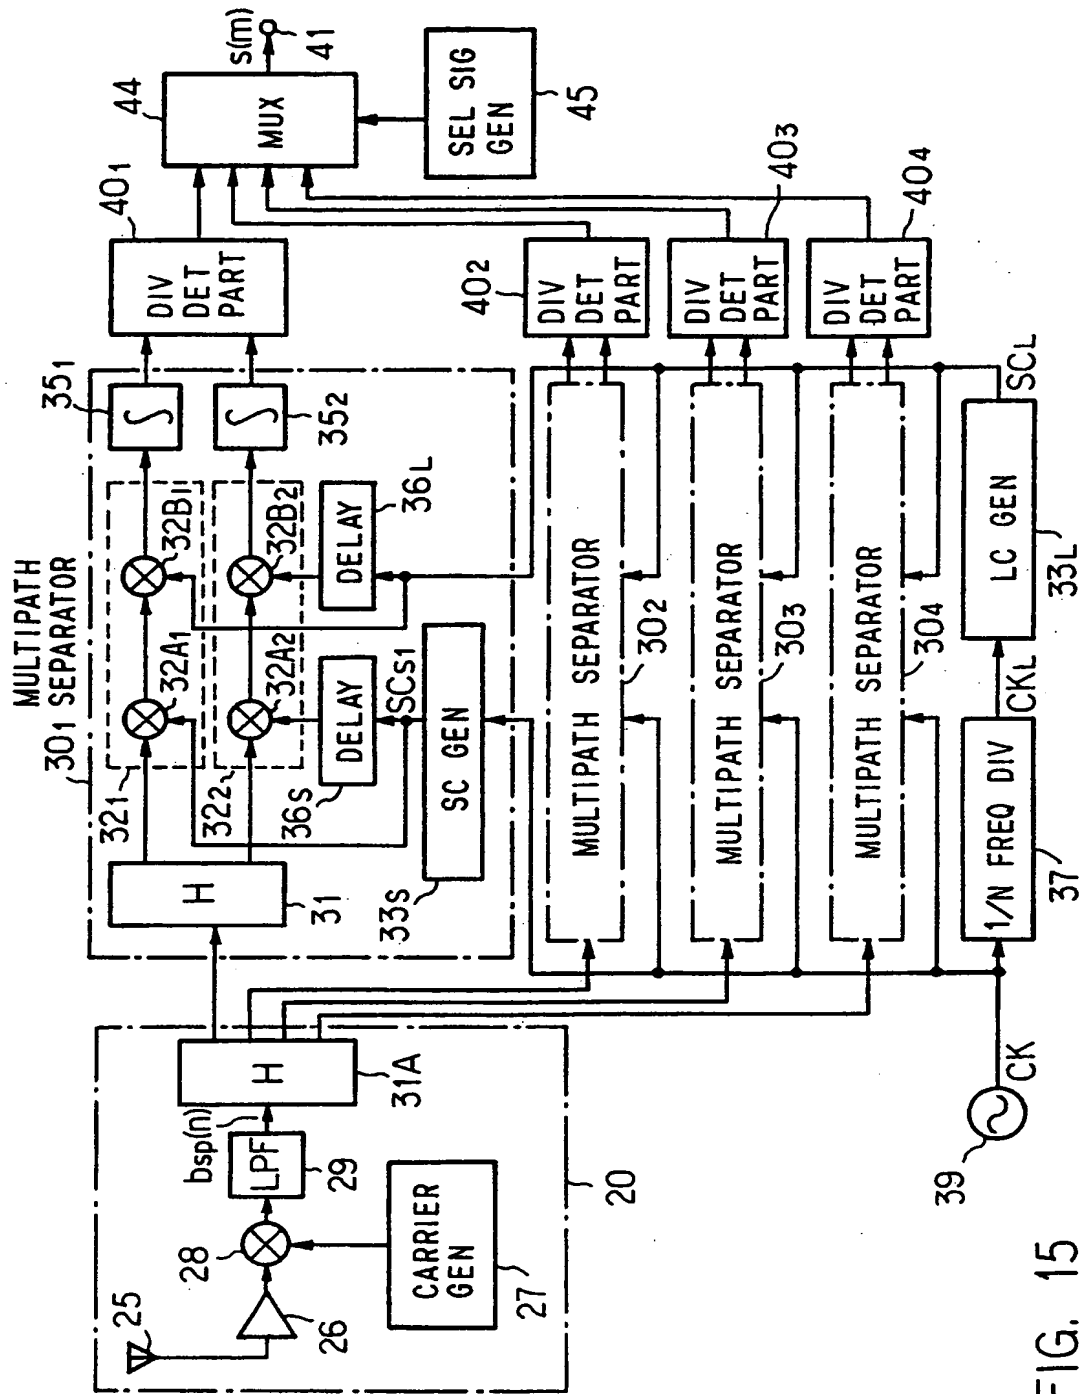 25
26
28
CARRIER
GEN
27
LPF
29
bsp(n)
H
31A
20
MULTIPATH
SEPARATOR
301
H
31
321
32A1
32B1
322
32A2
32B2
DELAY
36S
SCS1
DELAY
36L
SC GEN
33S
∫
351
∫
352
DIV
DET
PART
401
MUX
44
s(m)
41
SEL SIG
GEN
45
MULTIPATH SEPARATOR
302
DIV
DET
PART
402
MULTIPATH SEPARATOR
303
DIV
DET
PART
403
MULTIPATH SEPARATOR
304
DIV
DET
PART
404
39
CK
1/N FREQ DIV
37
CKL
LC GEN
33L
SCL
FIG. 15